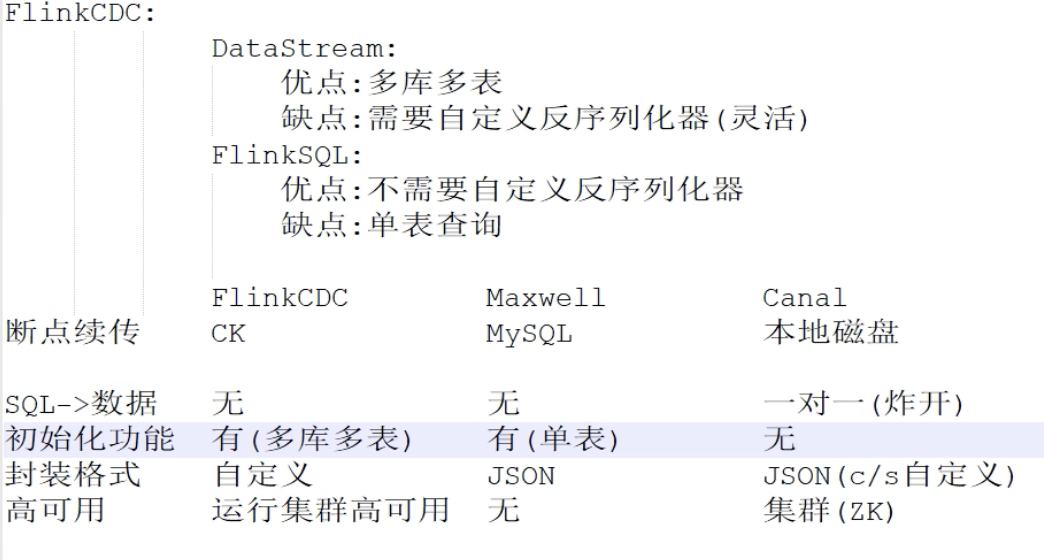 FlinkCDC:
DataStream:
优点:多库多表
缺点:需要自定义反序列化器(灵活)
FlinkSQL:
优点:不需要自定义反序列化器
缺点:单表查询
FlinkCDC Maxwell Canal
断点续传 CK MySQL 本地磁盘
SQL->数据 无 无 一对一(炸开)
初始化功能 有(多库多表) 有(单表) 无
封装格式 自定义 JSON JSON(c/s自定义)
高可用 运行集群高可用 无 集群(ZK)